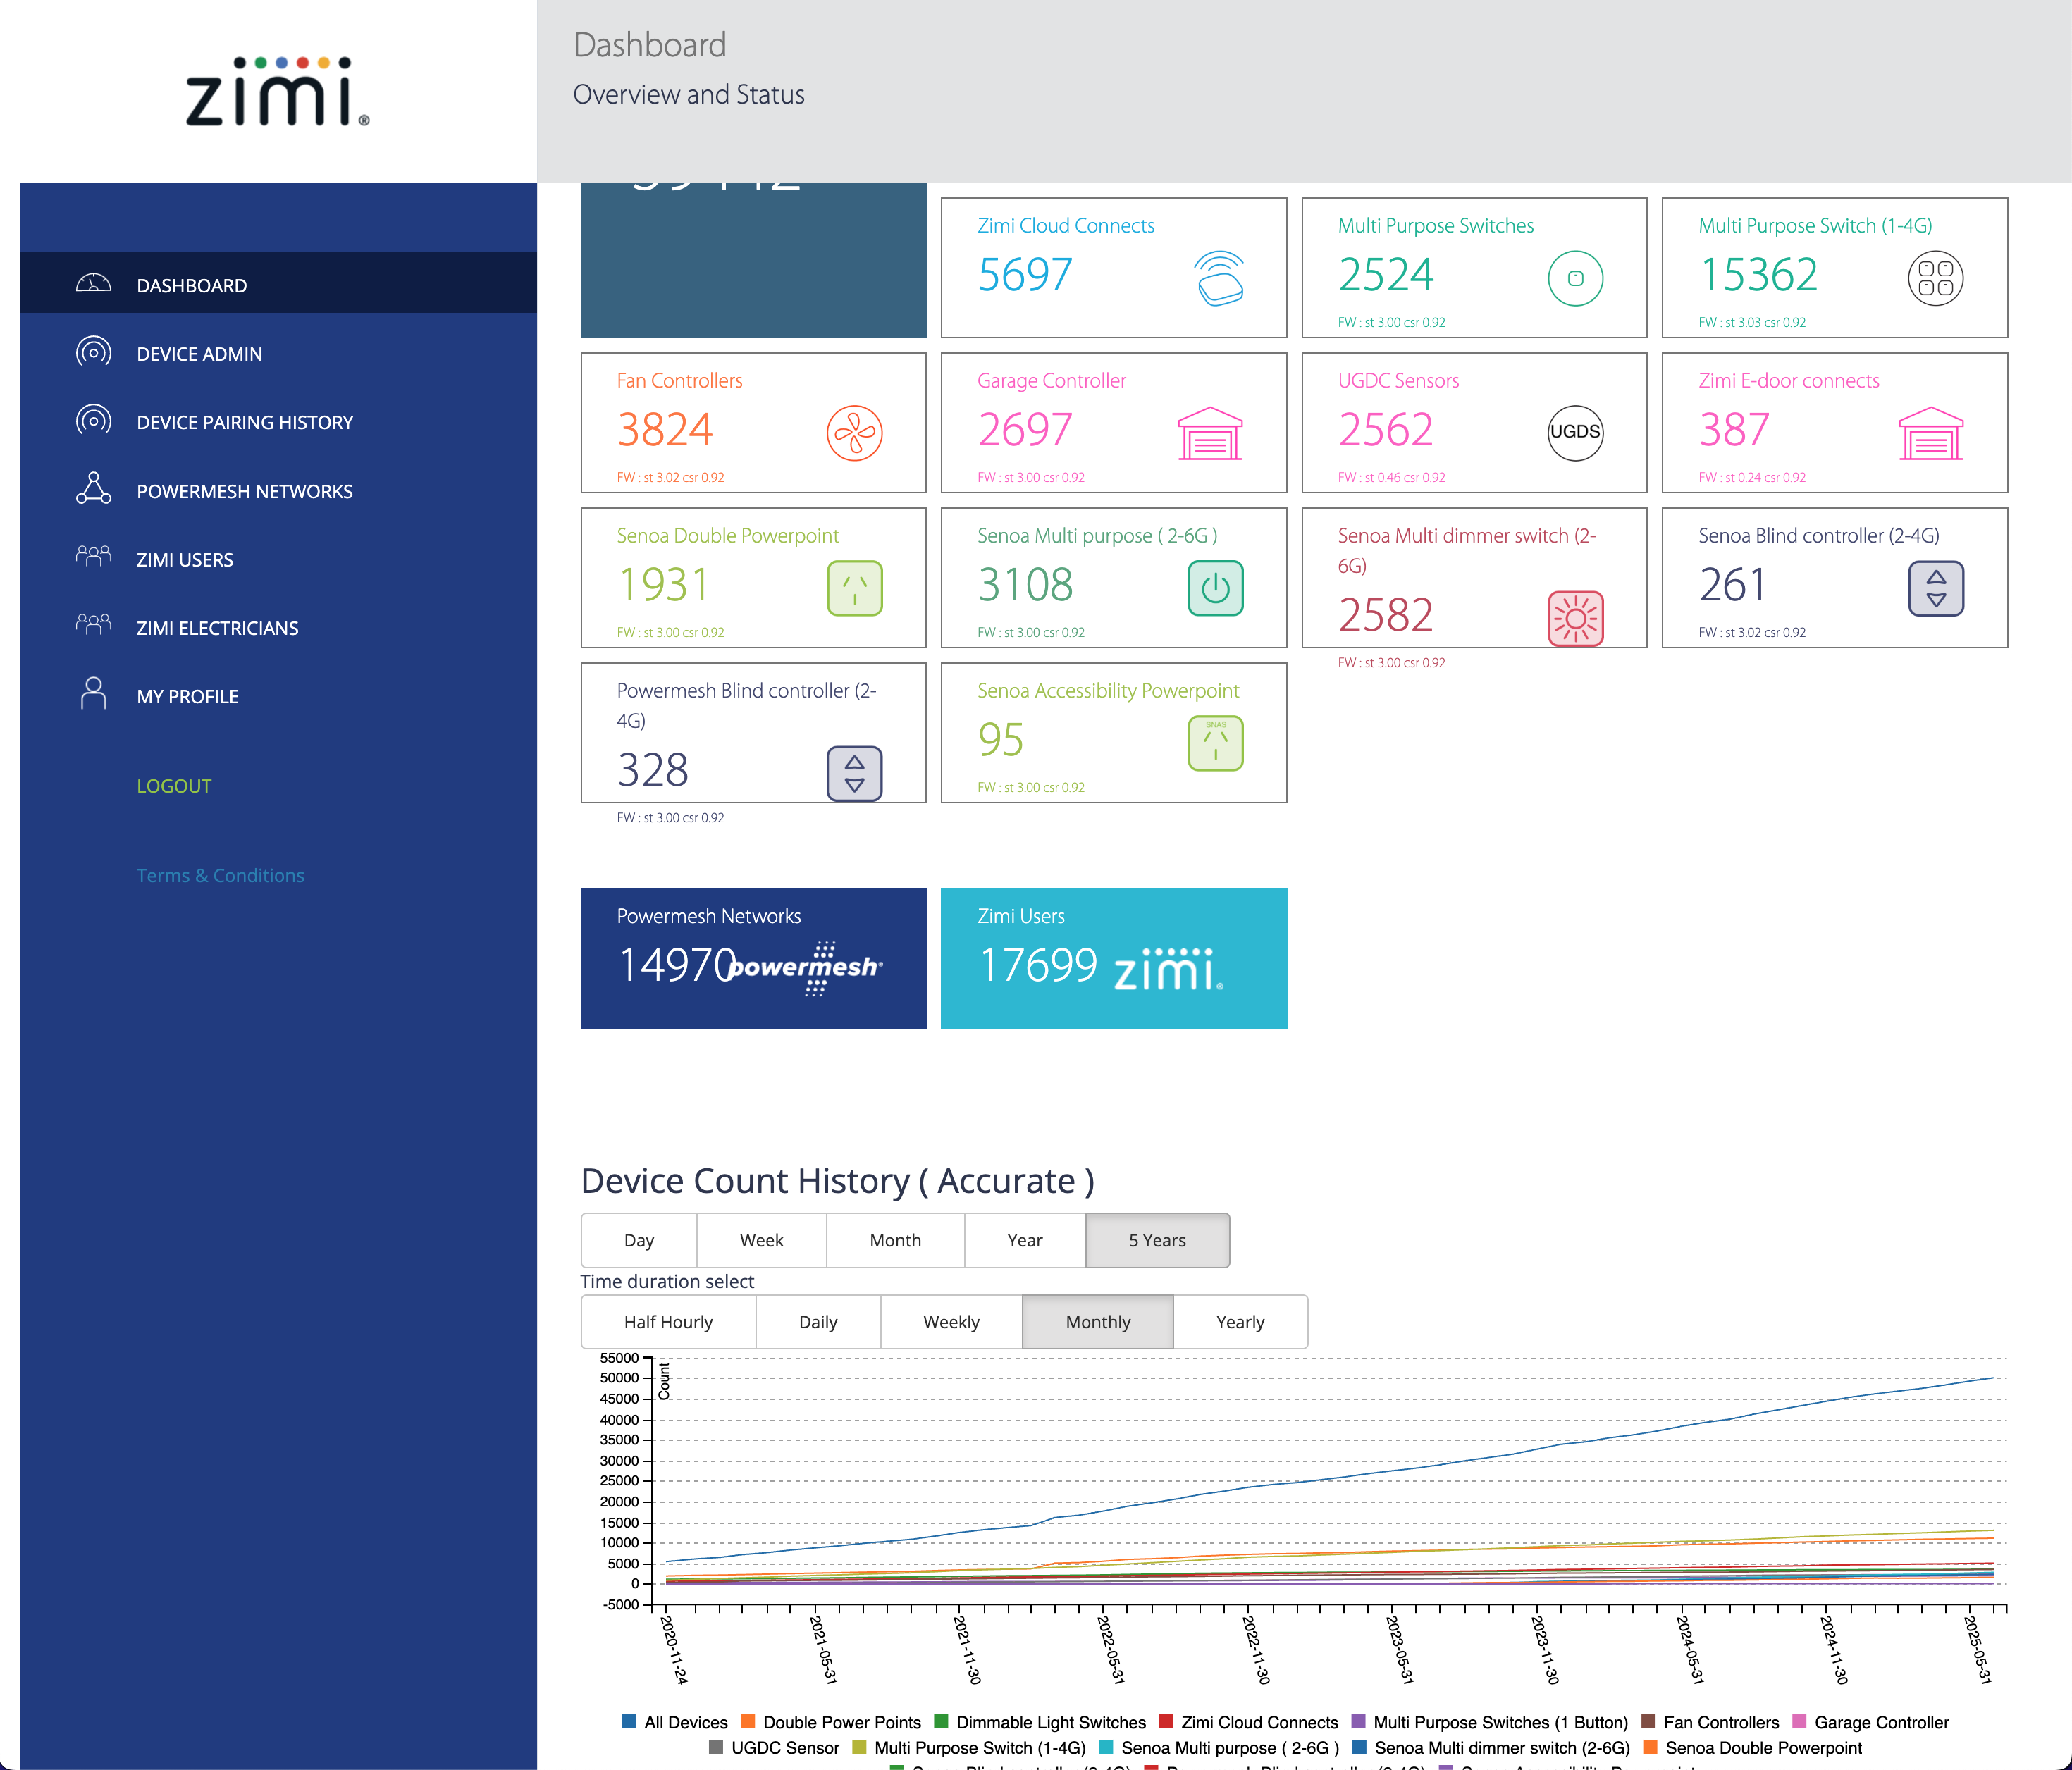 zimi®
Dashboard
Overview and Status
DASHBOARD
DEVICE ADMIN
DEVICE PAIRING HISTORY
POWERMESH NETWORKS
ZIMI USERS
ZIMI ELECTRICIANS
MY PROFILE
LOGOUT
Terms & Conditions
Zimi Cloud Connects
5697
Multi Purpose Switches
2524
FW : st 3.00 csr 0.92
Multi Purpose Switch (1-4G)
15362
FW : st 3.03 csr 0.92
Fan Controllers
3824
FW : st 3.02 csr 0.92
Garage Controller
2697
FW : st 3.00 csr 0.92
UGDC Sensors
2562
UGDS
FW : st 0.46 csr 0.92
Zimi E-door connects
387
FW : st 0.24 csr 0.92
Senoa Double Powerpoint
1931
FW : st 3.00 csr 0.92
Senoa Multi purpose ( 2-6G )
3108
FW : st 3.00 csr 0.92
Senoa Multi dimmer switch (2-
6G)
2582
FW : st 3.00 csr 0.92
Senoa Blind controller (2-4G)
261
FW : st 3.02 csr 0.92
Powermesh Blind controller (2-
4G)
328
FW : st 3.00 csr 0.92
Senoa Accessibility Powerpoint
95
SNAS
FW : st 3.00 csr 0.92
Powermesh Networks
14970 powermesh®
Zimi Users
17699 zimi®
Device Count History ( Accurate )
Day Week Month Year 5 Years
Time duration select
Half Hourly Daily Weekly Monthly Yearly
Count
55000
50000
45000
40000
35000
30000
25000
20000
15000
10000
5000
0
-5000
2020-11-24 2021-05-31 2021-11-30 2022-05-31 2022-11-30 2023-05-31 2023-11-30 2024-05-31 2024-11-30 2025-05-31
All Devices Double Power Points Dimmable Light Switches Zimi Cloud Connects Multi Purpose Switches (1 Button) Fan Controllers Garage Controller
UGDC Sensor Multi Purpose Switch (1-4G) Senoa Multi purpose ( 2-6G ) Senoa Multi dimmer switch (2-6G) Senoa Double Powerpoint